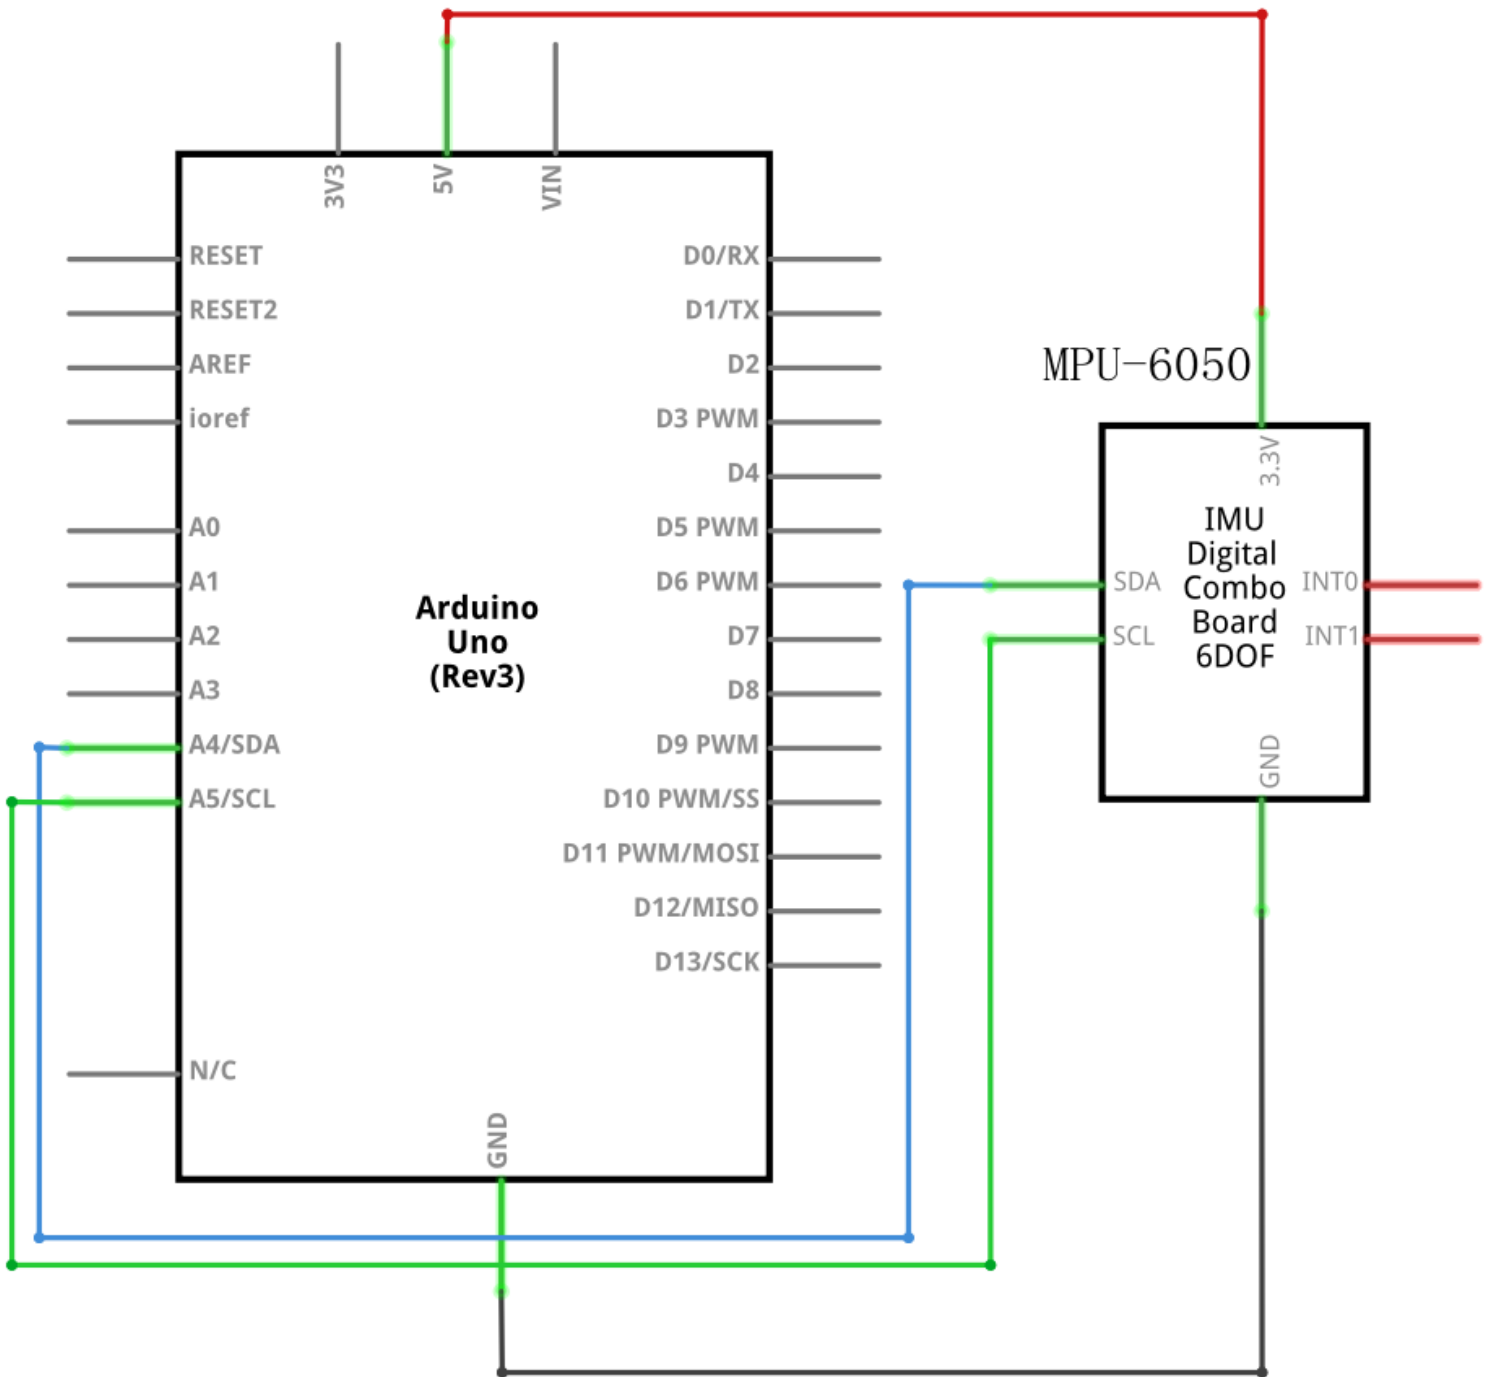 3V3
5V
VIN
RESET
RESET2
AREF
ioref
A0
A1
A2
A3
A4/SDA
A5/SCL
N/C
GND
Arduino
Uno
(Rev3)
D0/RX
D1/TX
D2
D3 PWM
D4
D5 PWM
D6 PWM
D7
D8
D9 PWM
D10 PWM/SS
D11 PWM/MOSI
D12/MISO
D13/SCK
MPU-6050
3.3V
IMU
Digital
Combo
Board
6DOF
SDA
SCL
INT0
INT1
GND